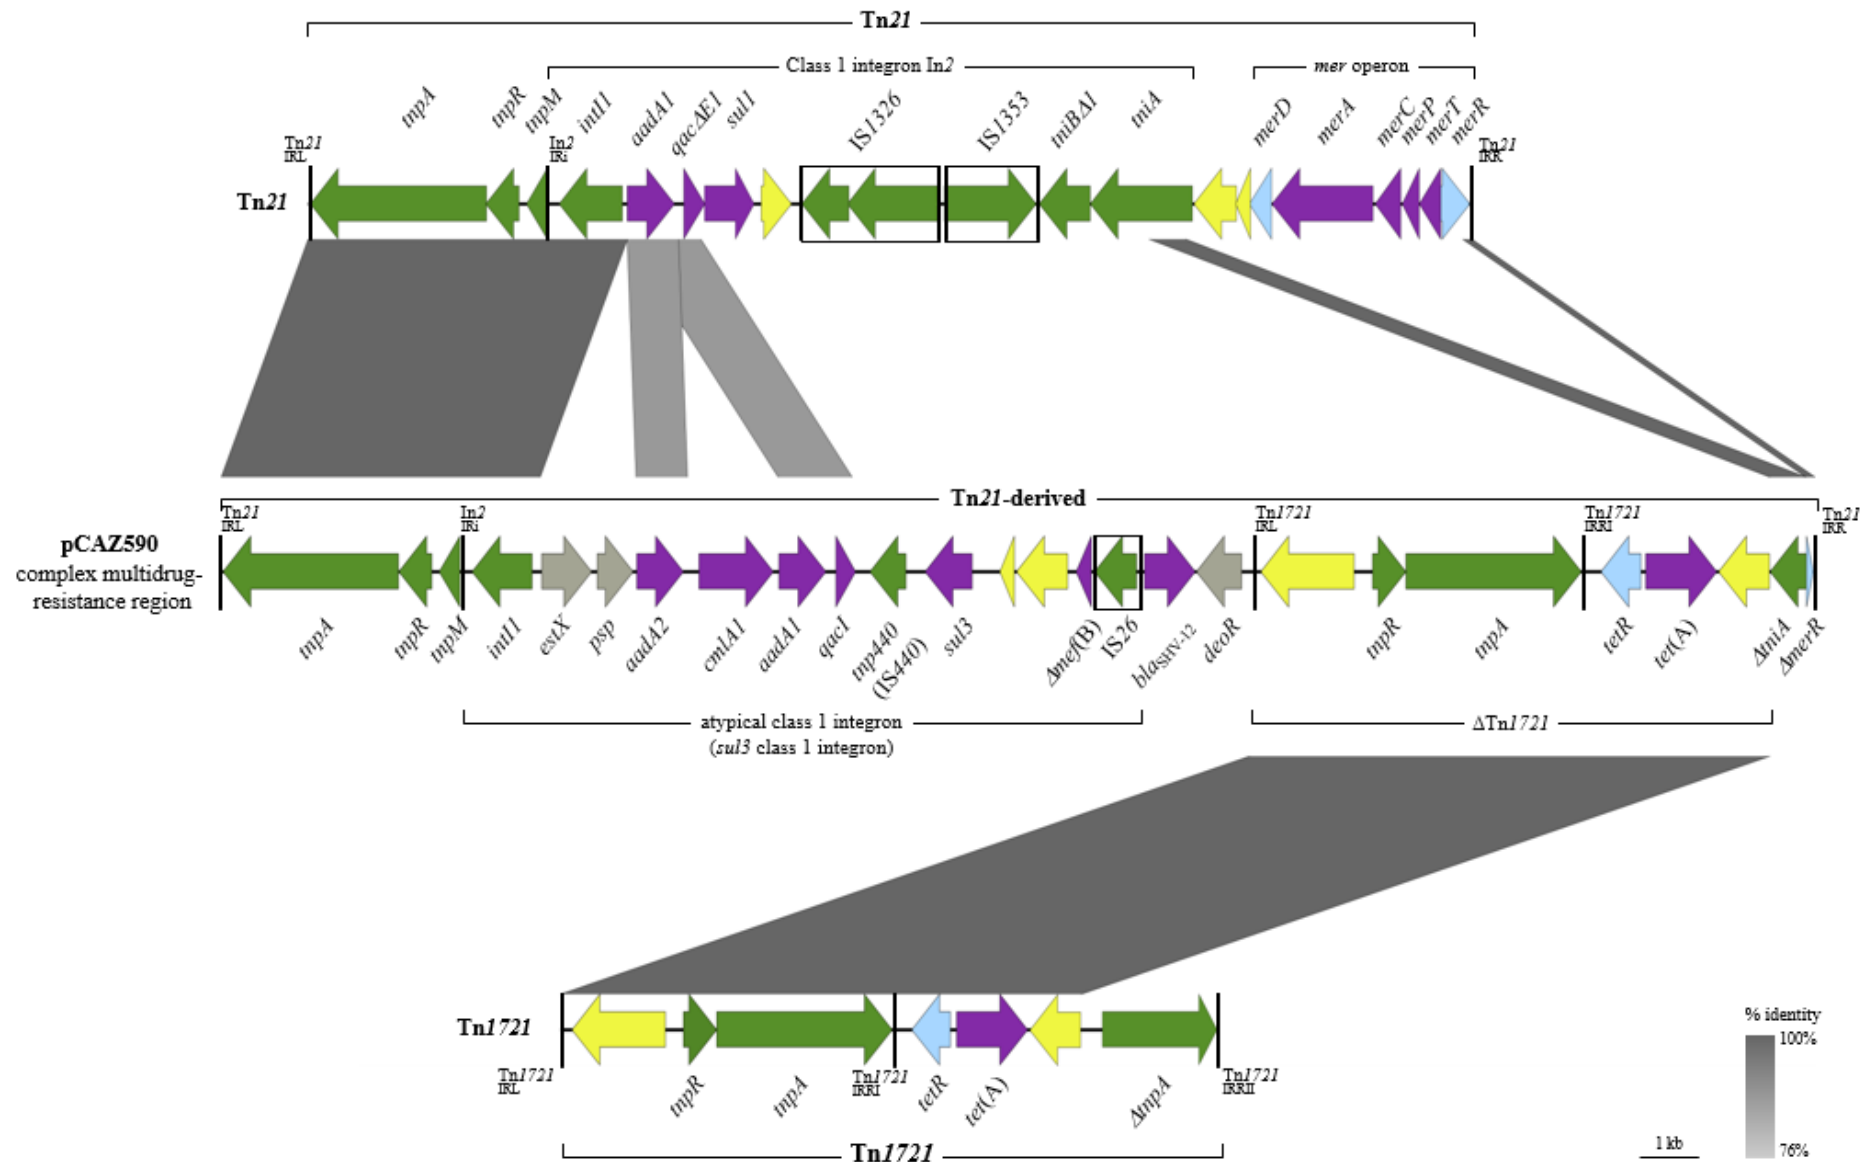 Tn21
Class 1 integron In2
mer operon
tnpA
tnpR
tnpM
intI1
aadA1
qacΔE1
sul1
IS1326
IS1353
tniBΔ1
tniA
merD
merA
merC
merP
merT
merR
Tn21
IRL
In2
IRi
Tn21
IRR
Tn21
Tn21-derived
Tn21
IRL
In2
IRi
Tn1721
IRL
Tn1721
IRRI
Tn21
IRR
pCAZ590
complex multidrug-
resistance region
tnpA
tnpR
tnpM
intI1
estX
psp
aadA2
cmlA1
aadA1
qacI
tnp440
(IS440)
sul3
Δmef(B)
IS26
blaSHV-12
deoR
tnpR
tnpA
tetR
tet(A)
ΔtniA
ΔmerR
atypical class 1 integron
(sul3 class 1 integron)
ΔTn1721
Tn1721
Tn1721
IRL
Tn1721
IRRI
Tn1721
IRRII
tnpR
tnpA
tetR
tet(A)
ΔtnpA
Tn1721
% identity
100%
76%
1 kb